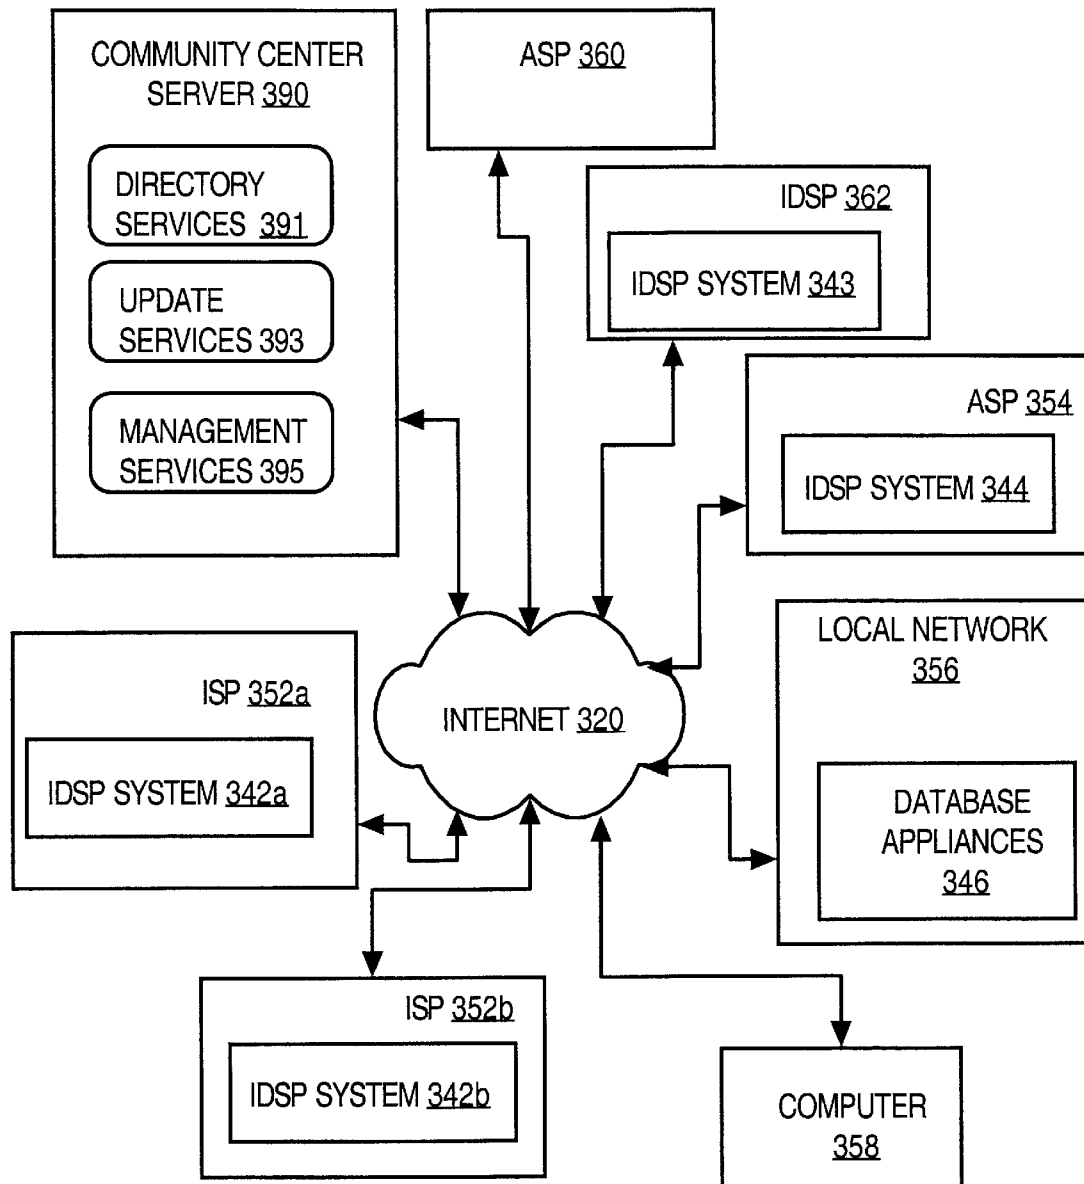 COMMUNITY CENTER
SERVER 390
DIRECTORY
SERVICES 391
UPDATE
SERVICES 393
MANAGEMENT
SERVICES 395
ASP 360
IDSP 362
IDSP SYSTEM 343
ASP 354
IDSP SYSTEM 344
LOCAL NETWORK
356
DATABASE
APPLIANCES
346
INTERNET 320
ISP 352a
IDSP SYSTEM 342a
ISP 352b
IDSP SYSTEM 342b
COMPUTER
358